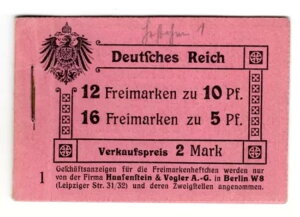 Deutsches Reich
12 Freimarken zu 10 Pf.
16 Freimarken zu 5 Pf.
Verkaufspreis 2 Mark
Geschäftsanzeigen für die Freimarkenheftchen werden nur
von der Firma Haasenstein & Vogler A.-G. in Berlin W8
(Leipziger Str. 31/32) und deren Zweigstellen angenommen.
1